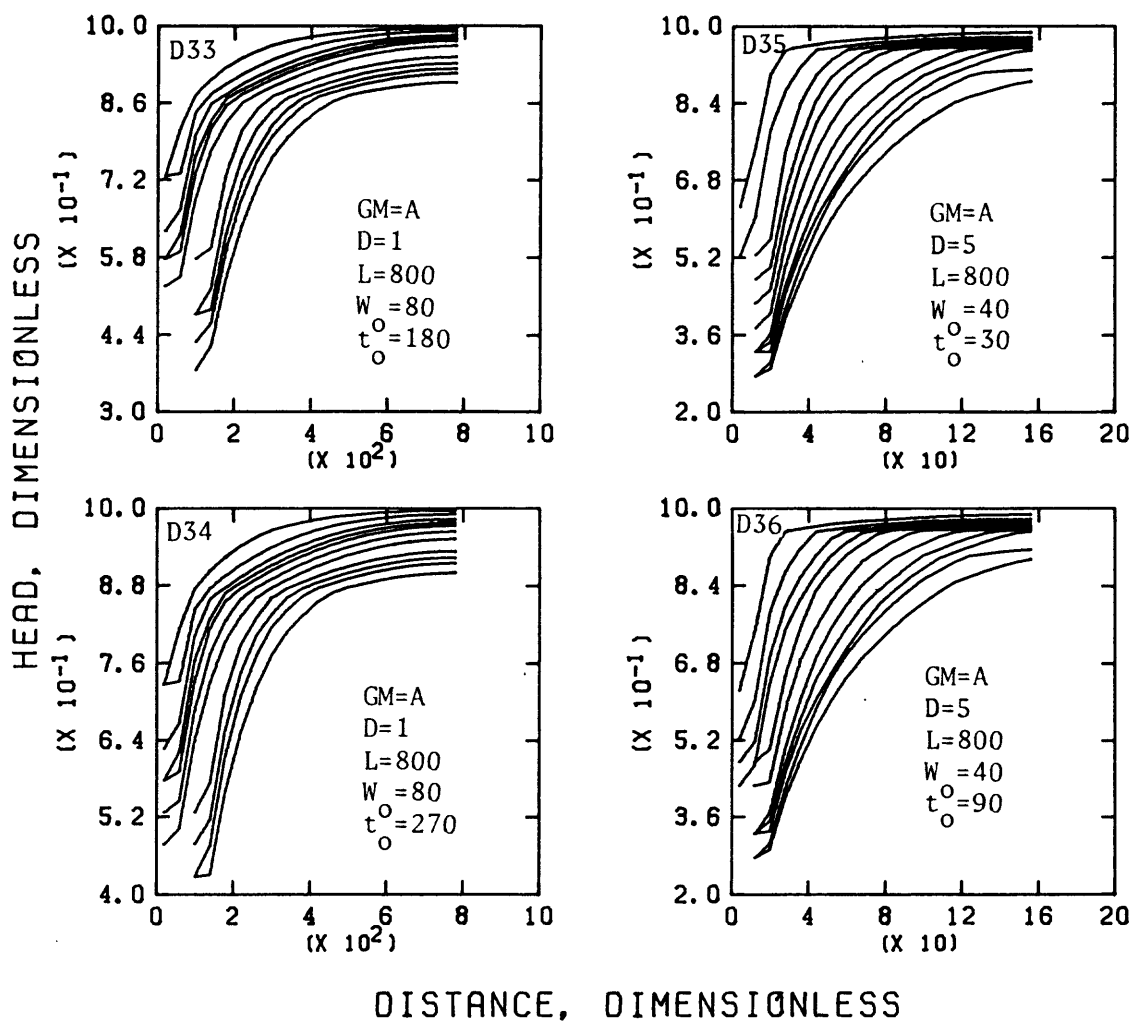 HEAD, DIMENSIONLESS
D33
10.0
8.6
7.2
5.8
4.4
3.0
(X 10⁻¹)
GM=A
D=1
L=800
Wₒ=80
tₒ=180
0 2 4 6 8 10
(X 10²)
D35
10.0
8.4
6.8
5.2
3.6
2.0
(X 10⁻¹)
GM=A
D=5
L=800
Wₒ=40
tₒ=30
0 4 8 12 16 20
(X 10)
D34
10.0
8.8
7.6
6.4
5.2
4.0
(X 10⁻¹)
GM=A
D=1
L=800
Wₒ=80
tₒ=270
0 2 4 6 8 10
(X 10²)
D36
10.0
8.4
6.8
5.2
3.6
2.0
(X 10⁻¹)
GM=A
D=5
L=800
Wₒ=40
tₒ=90
0 4 8 12 16 20
(X 10)
DISTANCE, DIMENSIONLESS